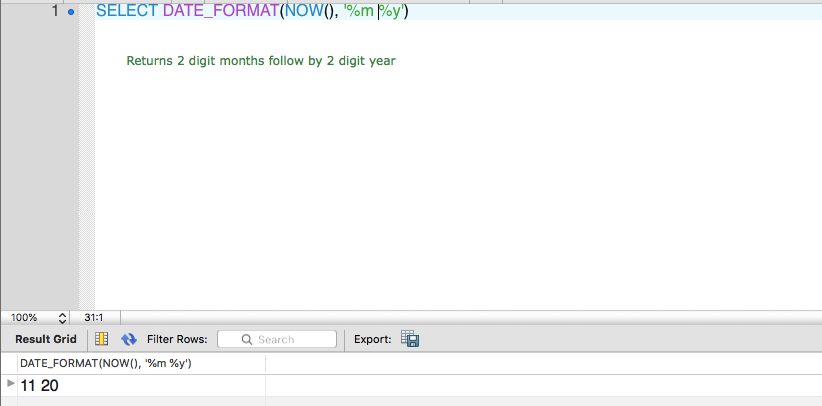 1 SELECT DATE_FORMAT(NOW(), '%m %y')
Returns 2 digit months follow by 2 digit year
100% 31:1
Result Grid Filter Rows: Search Export:
DATE_FORMAT(NOW(), '%m %y')
11 20